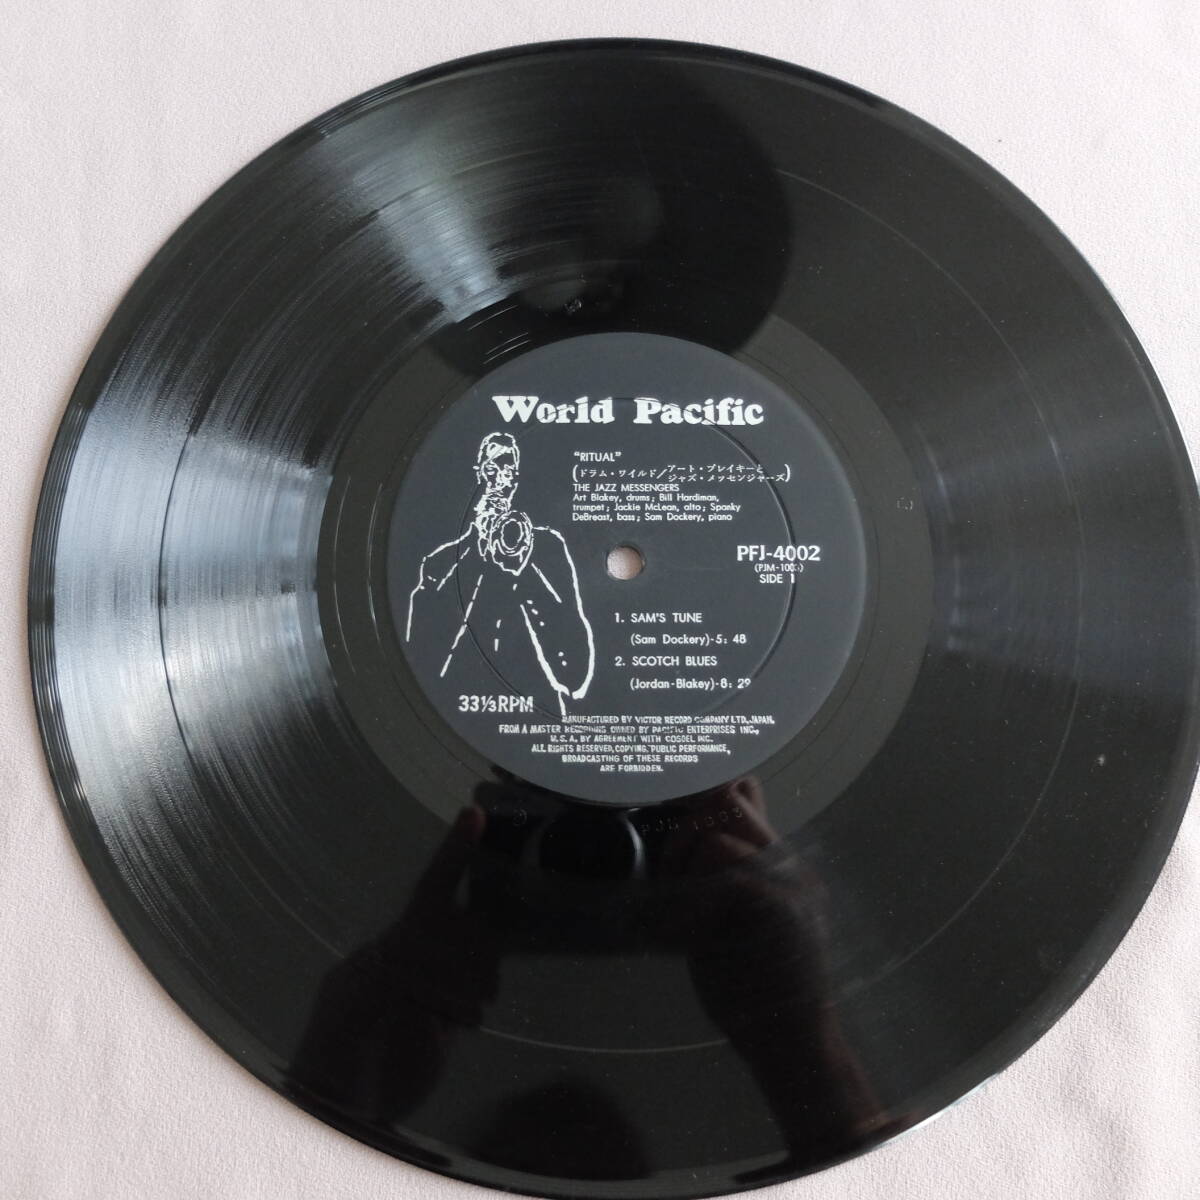 World Pacific
"RITUAL"
(ドラム・ワイルド/アート・ブレイキーと
ジャズ・メッセンジャーズ)
THE JAZZ MESSENGERS
Art Blakey, drums; Bill Hardiman,
trumpet; Jackie McLean, alto; Spanky
DeBreast, bass; Sam Dockery, piano
PFJ-4002
SIDE 1
1. SAM'S TUNE
(Sam Dockery)-5: 48
2. SCOTCH BLUES
(Jordan-Blakey)-8: 29
33⅓RPM
MANUFACTURED BY VICTOR RECORD COMPANY LTD., JAPAN,
FROM A MASTER RECORDING OWNED BY PACIFIC ENTERPRISES INC.,
U.S.A. BY AGREEMENT WITH COSDEL INC.
ALL RIGHTS RESERVED, COPYING, PUBLIC PERFORMANCE,
BROADCASTING OF THESE RECORDS
ARE FORBIDDEN.